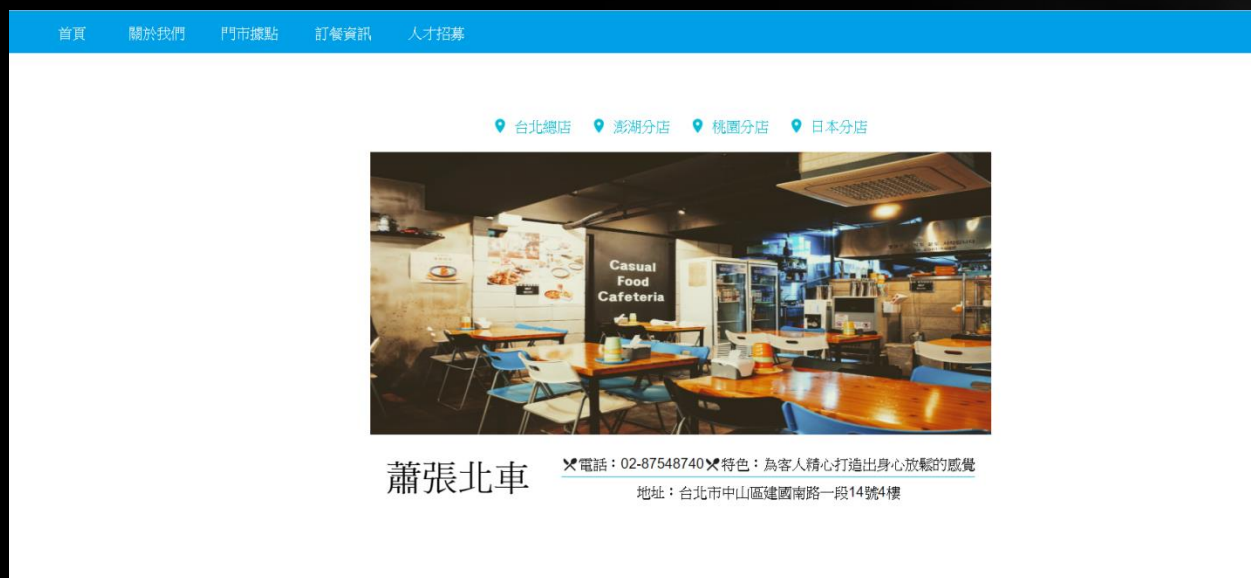 首頁 關於我們 門市據點 訂餐資訊 人才招募
台北總店 澎湖分店 桃園分店 日本分店
Casual
Food
Cafeteria
蕭張北車
電話：02-87548740 特色：為客人精心打造出身心放鬆的感覺
地址：台北市中山區建國南路一段14號4樓